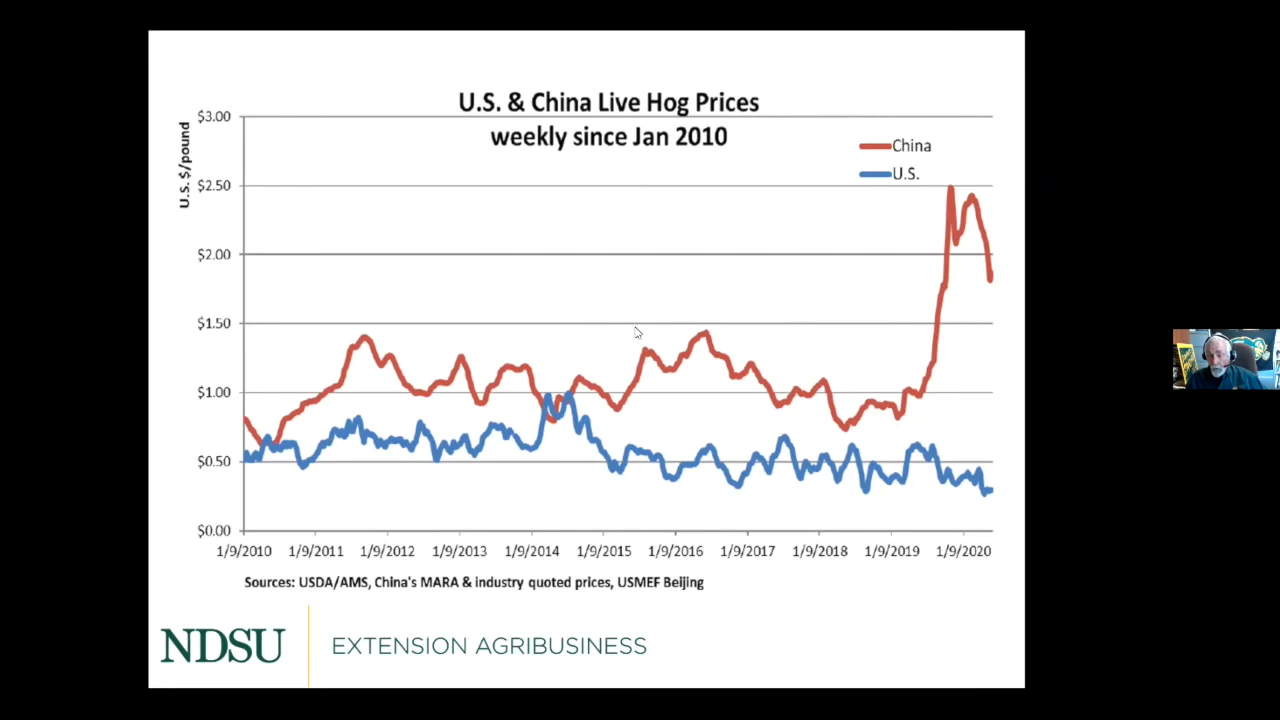 U.S. & China Live Hog Prices
weekly since Jan 2010
U.S. $/pound
$3.00
$2.50
$2.00
$1.50
$1.00
$0.50
$0.00
China
U.S.
1/9/2010 1/9/2011 1/9/2012 1/9/2013 1/9/2014 1/9/2015 1/9/2016 1/9/2017 1/9/2018 1/9/2019 1/9/2020
Sources: USDA/AMS, China's MARA & industry quoted prices, USMEF Beijing
NDSU
EXTENSION AGRIBUSINESS